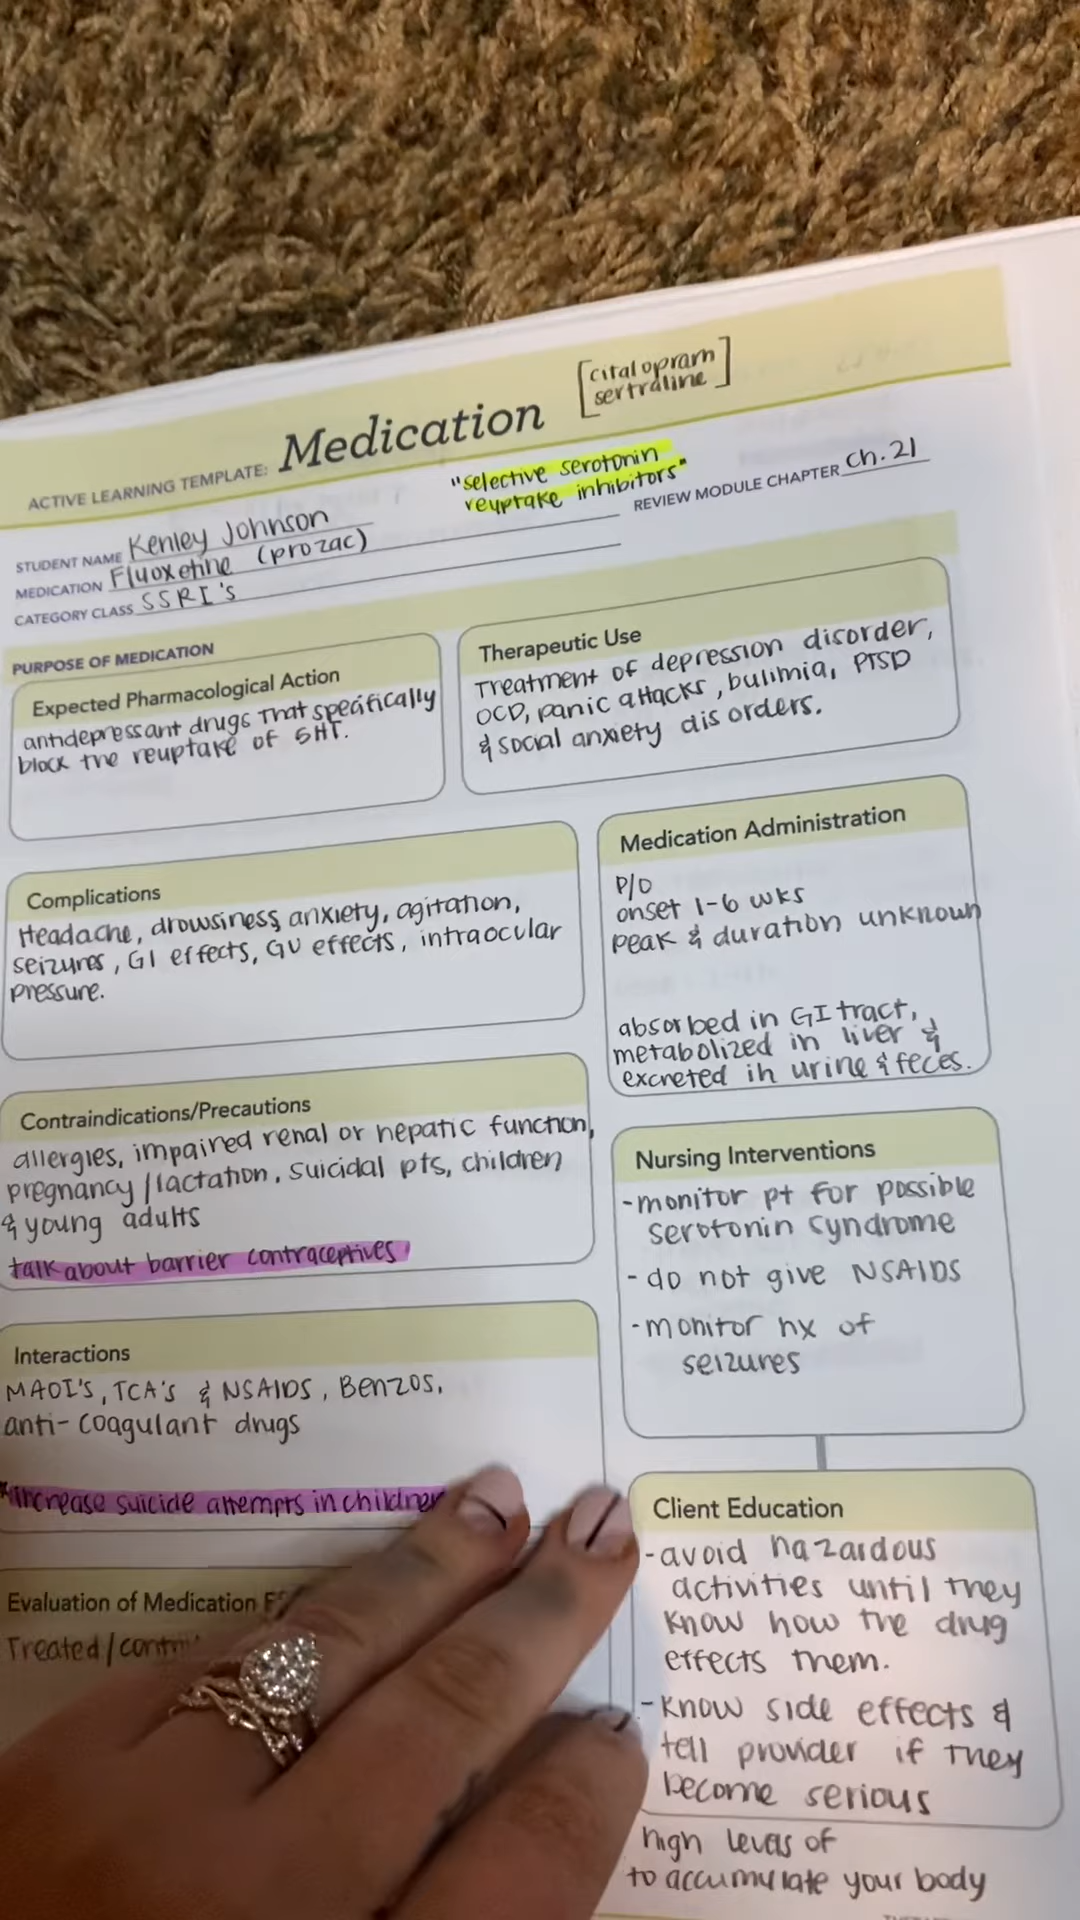 ACTIVE LEARNING TEMPLATE: Medication
[citalopram
sertraline]
"selective serotonin
reuptake inhibitors"
STUDENT NAME Kenley Johnson
MEDICATION Fluoxetine (prozac)
REVIEW MODULE CHAPTER Ch. 21
CATEGORY CLASS SSRI's
PURPOSE OF MEDICATION
Expected Pharmacological Action
antidepressant drugs that specifically
block the reuptake of 5HT.
Therapeutic Use
Treatment of depression disorder,
OCD, panic attacks, bulimia, PTSD
& social anxiety disorders.
Complications
Headache, drowsiness, anxiety, agitation,
seizures, GI effects, GU effects, intraocular
pressure.
Medication Administration
P/O
onset 1-6 wks
peak & duration unknown
absorbed in GI tract,
metabolized in liver &
excreted in urine & feces.
Contraindications/Precautions
allergies, impaired renal or hepatic function,
pregnancy/lactation, suicidal pts, children
& young adults
talk about barrier contraceptives
Nursing Interventions
-monitor pt for possible
serotonin syndrome
- do not give NSAIDS
-monitor hx of
seizures
Interactions
MAOI's, TCA's & NSAIDS, Benzos,
anti-coagulant drugs
*increase suicide attempts in children
Client Education
-avoid hazardous
activities until they
know how the drug
effects them.
-know side effects &
tell provider if they
become serious
Evaluation of Medication
Treated/
high levels of
to accumulate your body